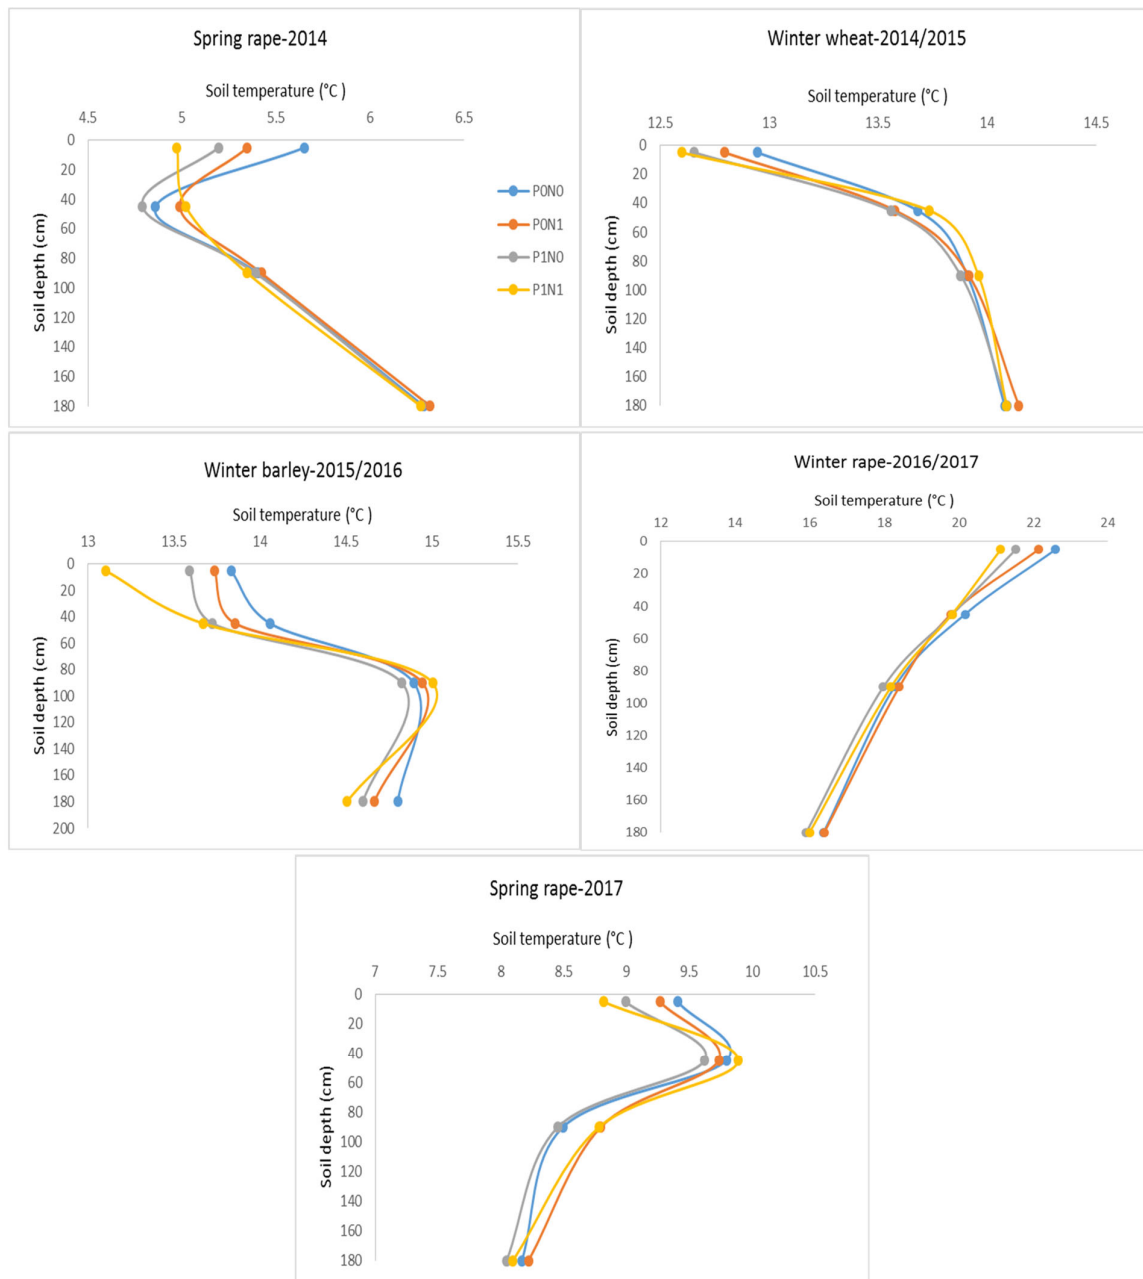 Spring rape-2014
Soil temperature (°C )
4.5 5 5.5 6 6.5
Soil depth (cm)
0
20
40
60
80
100
120
140
160
180
P0N0
P0N1
P1N0
P1N1
Winter wheat-2014/2015
Soil temperature (°C )
12.5 13 13.5 14 14.5
Soil depth (cm)
0
20
40
60
80
100
120
140
160
180
Winter barley-2015/2016
Soil temperature (°C )
13 13.5 14 14.5 15 15.5
Soil depth (cm)
0
20
40
60
80
100
120
140
160
180
200
Winter rape-2016/2017
Soil temperature (°C )
12 14 16 18 20 22 24
Soil depth (cm)
0
20
40
60
80
100
120
140
160
180
Spring rape-2017
Soil temperature (°C )
7 7.5 8 8.5 9 9.5 10 10.5
Soil depth (cm)
0
20
40
60
80
100
120
140
160
180